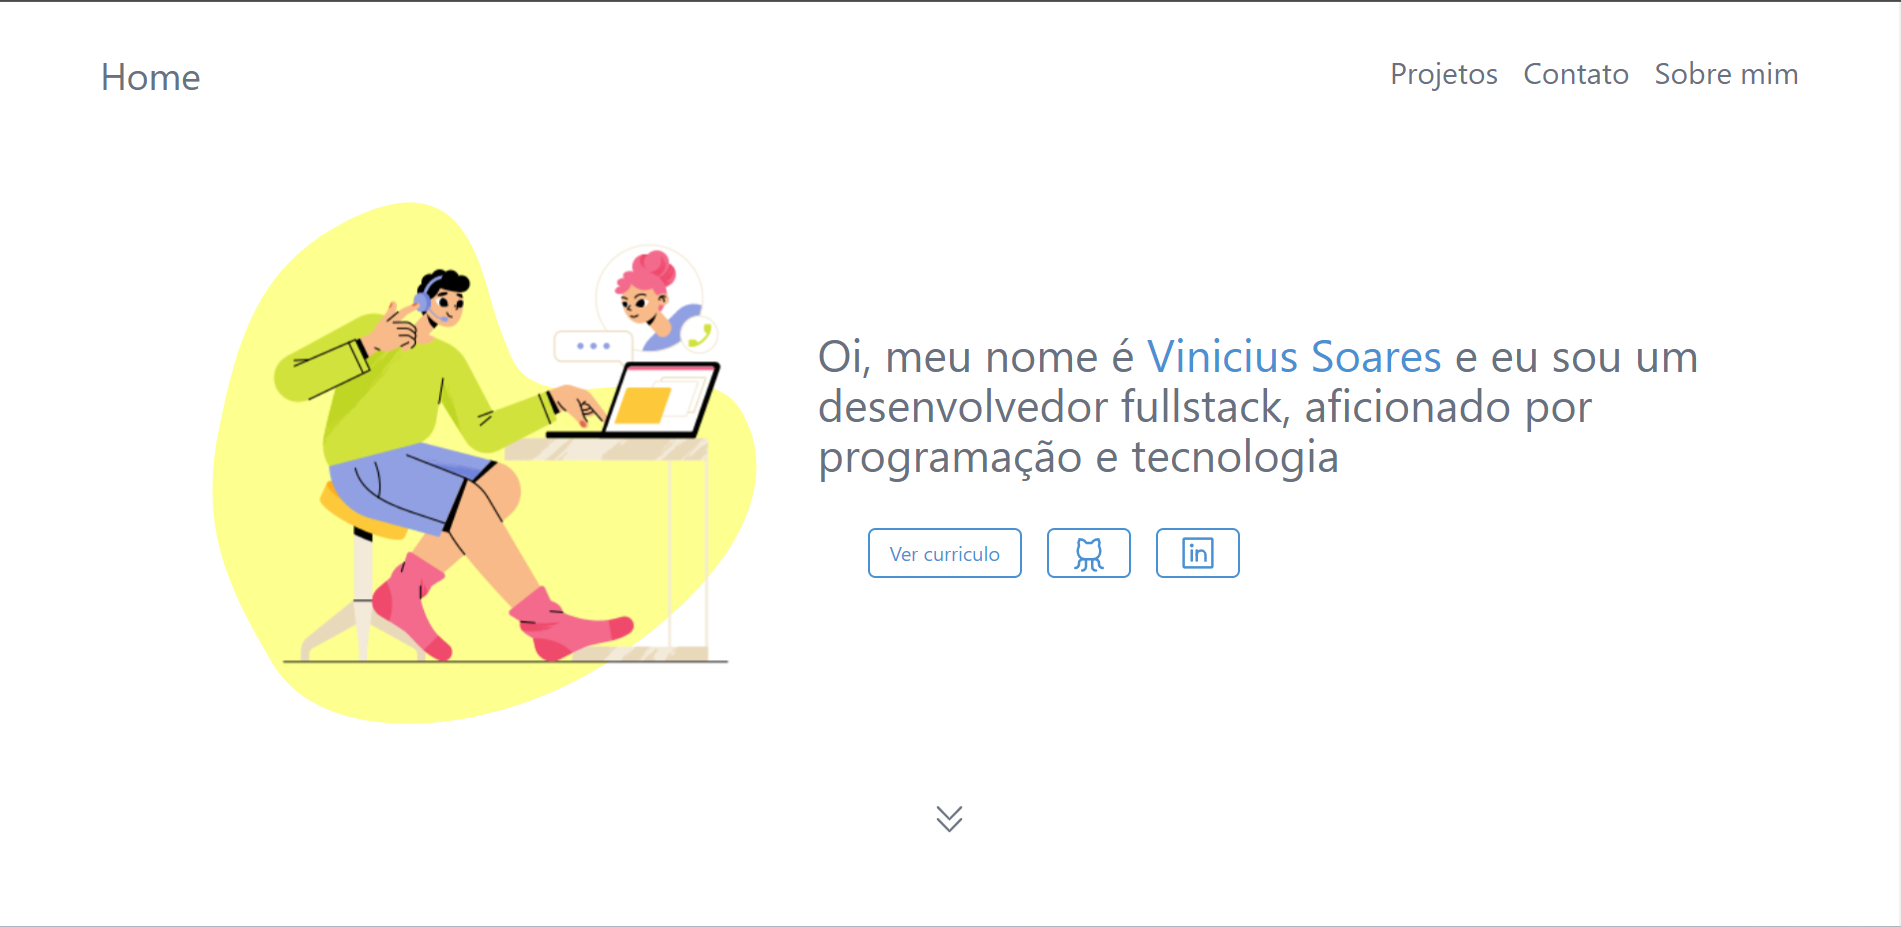 Home
Projetos Contato Sobre mim
Oi, meu nome é Vinicius Soares e eu sou um
desenvolvedor fullstack, aficionado por
programação e tecnologia
Ver curriculo
in